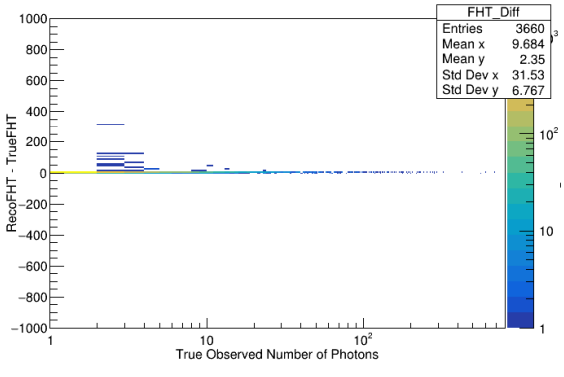 FHT_Diff
Entries 3660
Mean x 9.684
Mean y 2.35
Std Dev x 31.53
Std Dev y 6.767
RecoFHT - TrueFHT
1000
800
600
400
200
0
−200
−400
−600
−800
−1000
1 10 10²
True Observed Number of Photons
10²
10
1